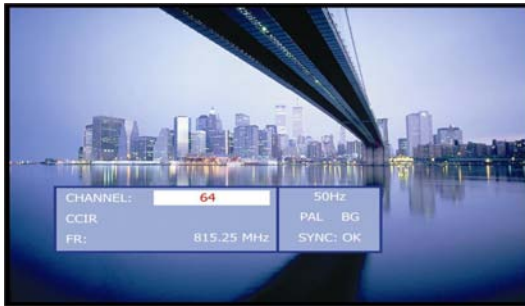 CHANNEL: 64
CCIR
FR: 815.25 MHz
50Hz
PAL BG
SYNC: OK